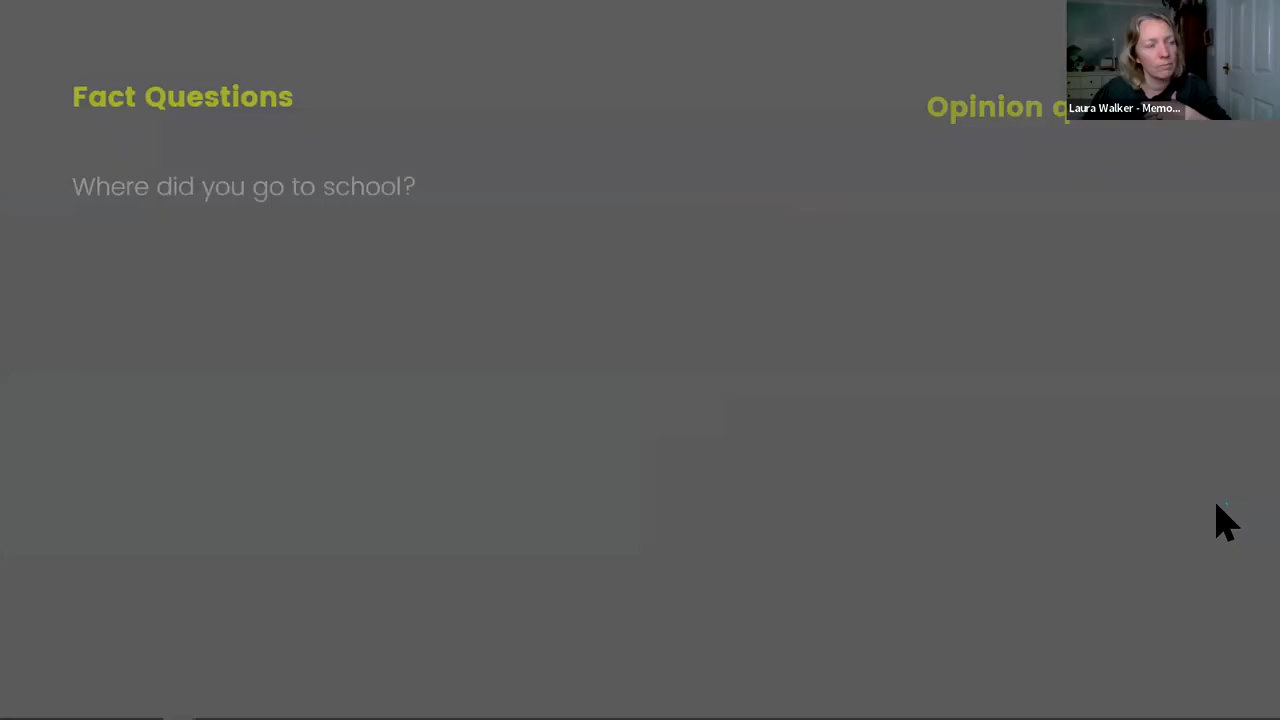 Fact Questions
Opinion
Where did you go to school?
Laura Walker - Memo...